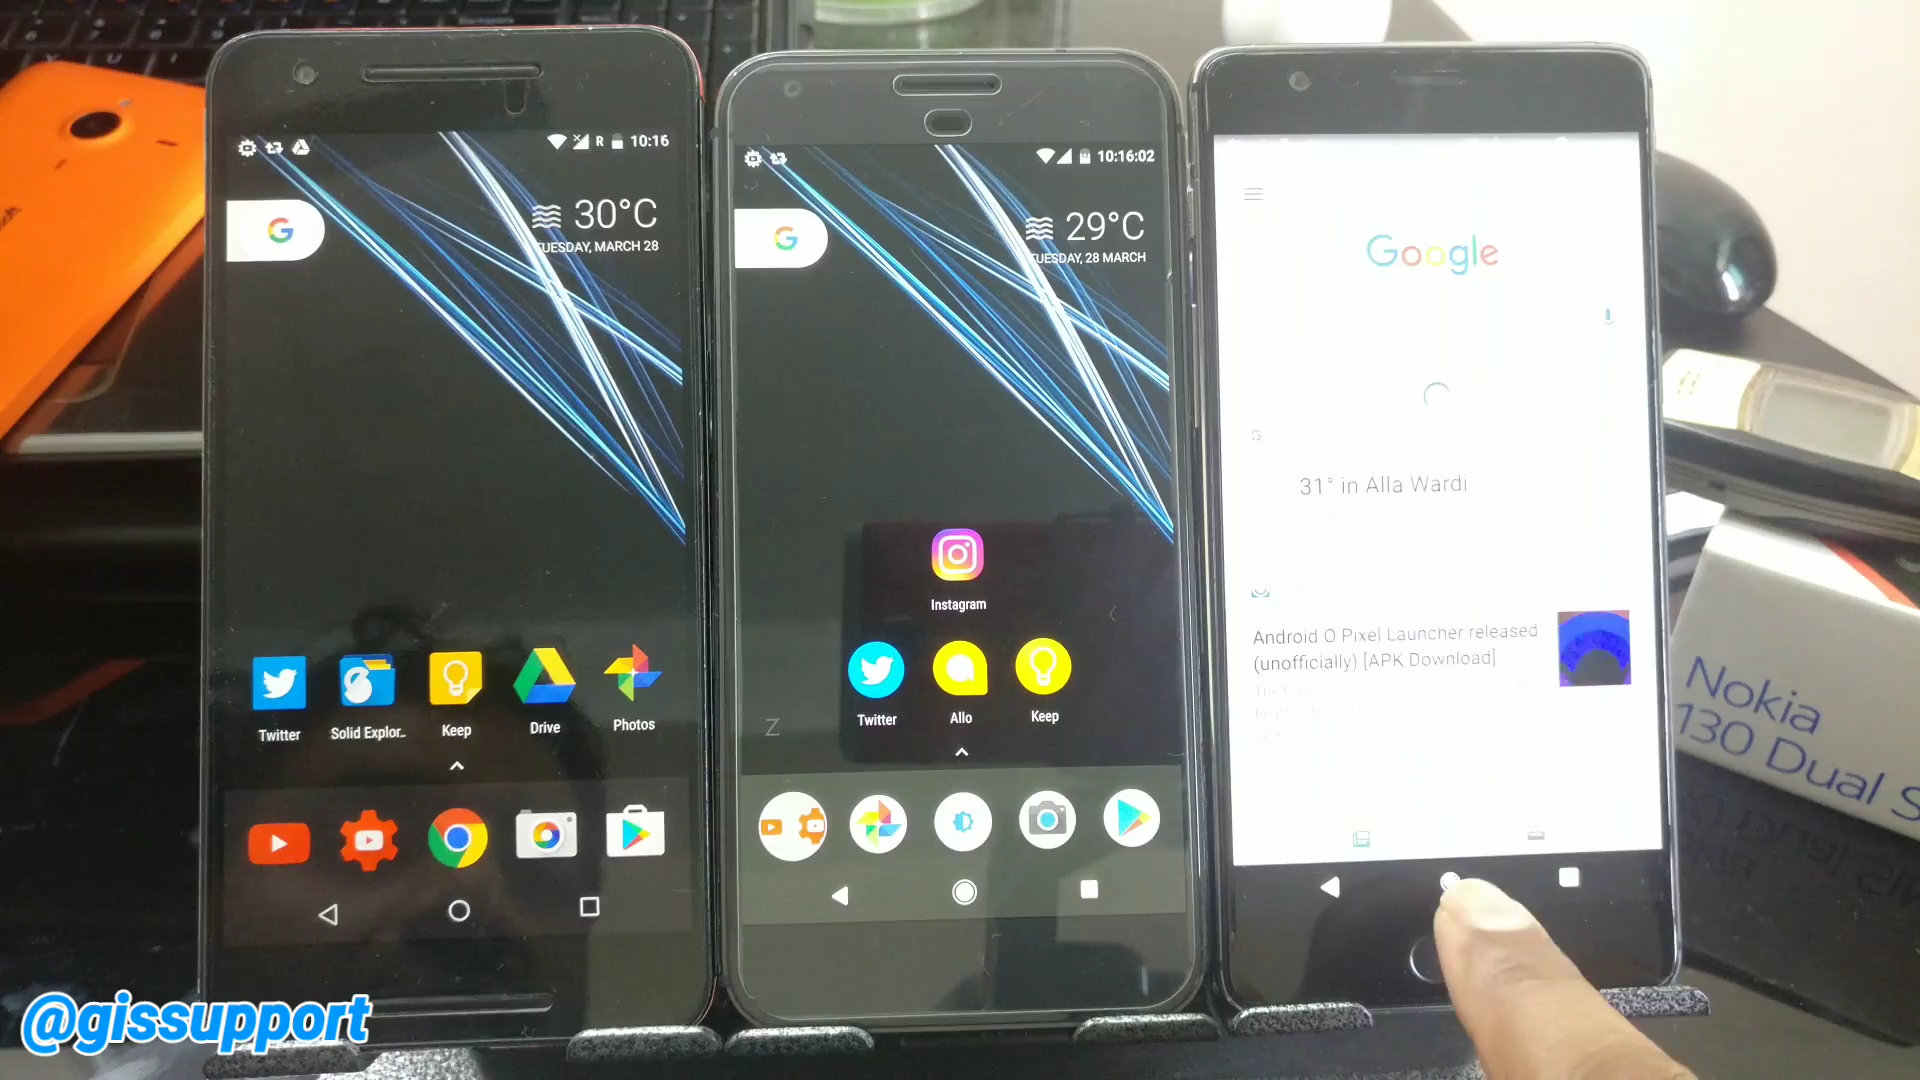 R 10:16
30°C
TUESDAY, MARCH 28
Twitter
Solid Explor..
Keep
Drive
Photos
10:16:02
29°C
TUESDAY, 28 MARCH
Instagram
Twitter
Allo
Keep
Z
Google
31° in Alla Wardi
Android O Pixel Launcher released
(unofficially) [APK Download]
Nokia
130 Dual S
@gissupport